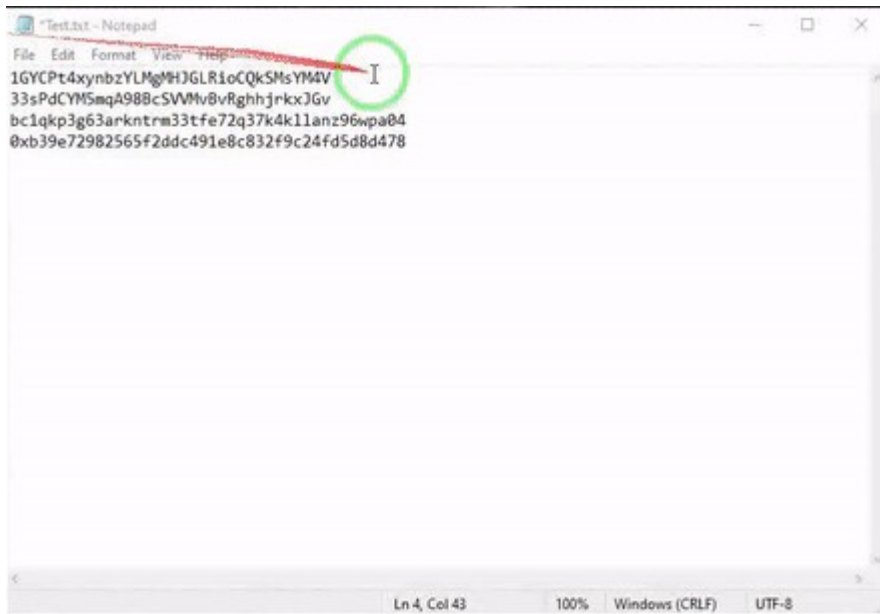 *Test.txt - Notepad
File Edit Format View Help
1GYCPt4xynbzYLMgMHJGLRioCQkSMsYM4V
33sPdCYM5mqA98BcSVVMvBvRghhjrkxJGv
bc1qkp3g63arkntrm33tfe72q37k4k1lanz96wpa04
0xb39e72982565f2ddc491e8c832f9c24fd5d8d478
Ln 4, Col 43 100% Windows (CRLF) UTF-8